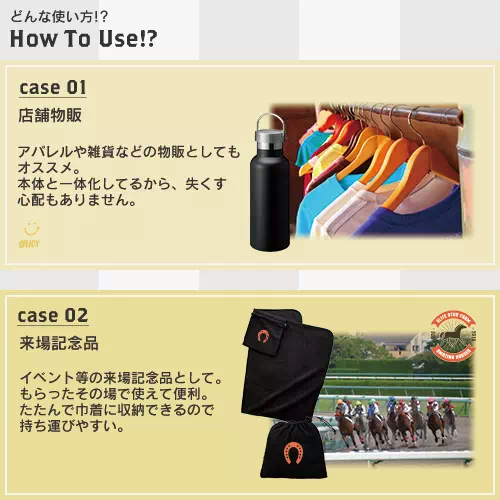 どんな使い方!?
How To Use!?
case 01
店舗物販
アパレルや雑貨などの物販としても
オススメ。
本体と一体化してるから、失くす
心配もありません。
case 02
来場記念品
イベント等の来場記念品として。
もらったその場で使えて便利。
たたんで巾着に収納できるので
持ち運びやすい。